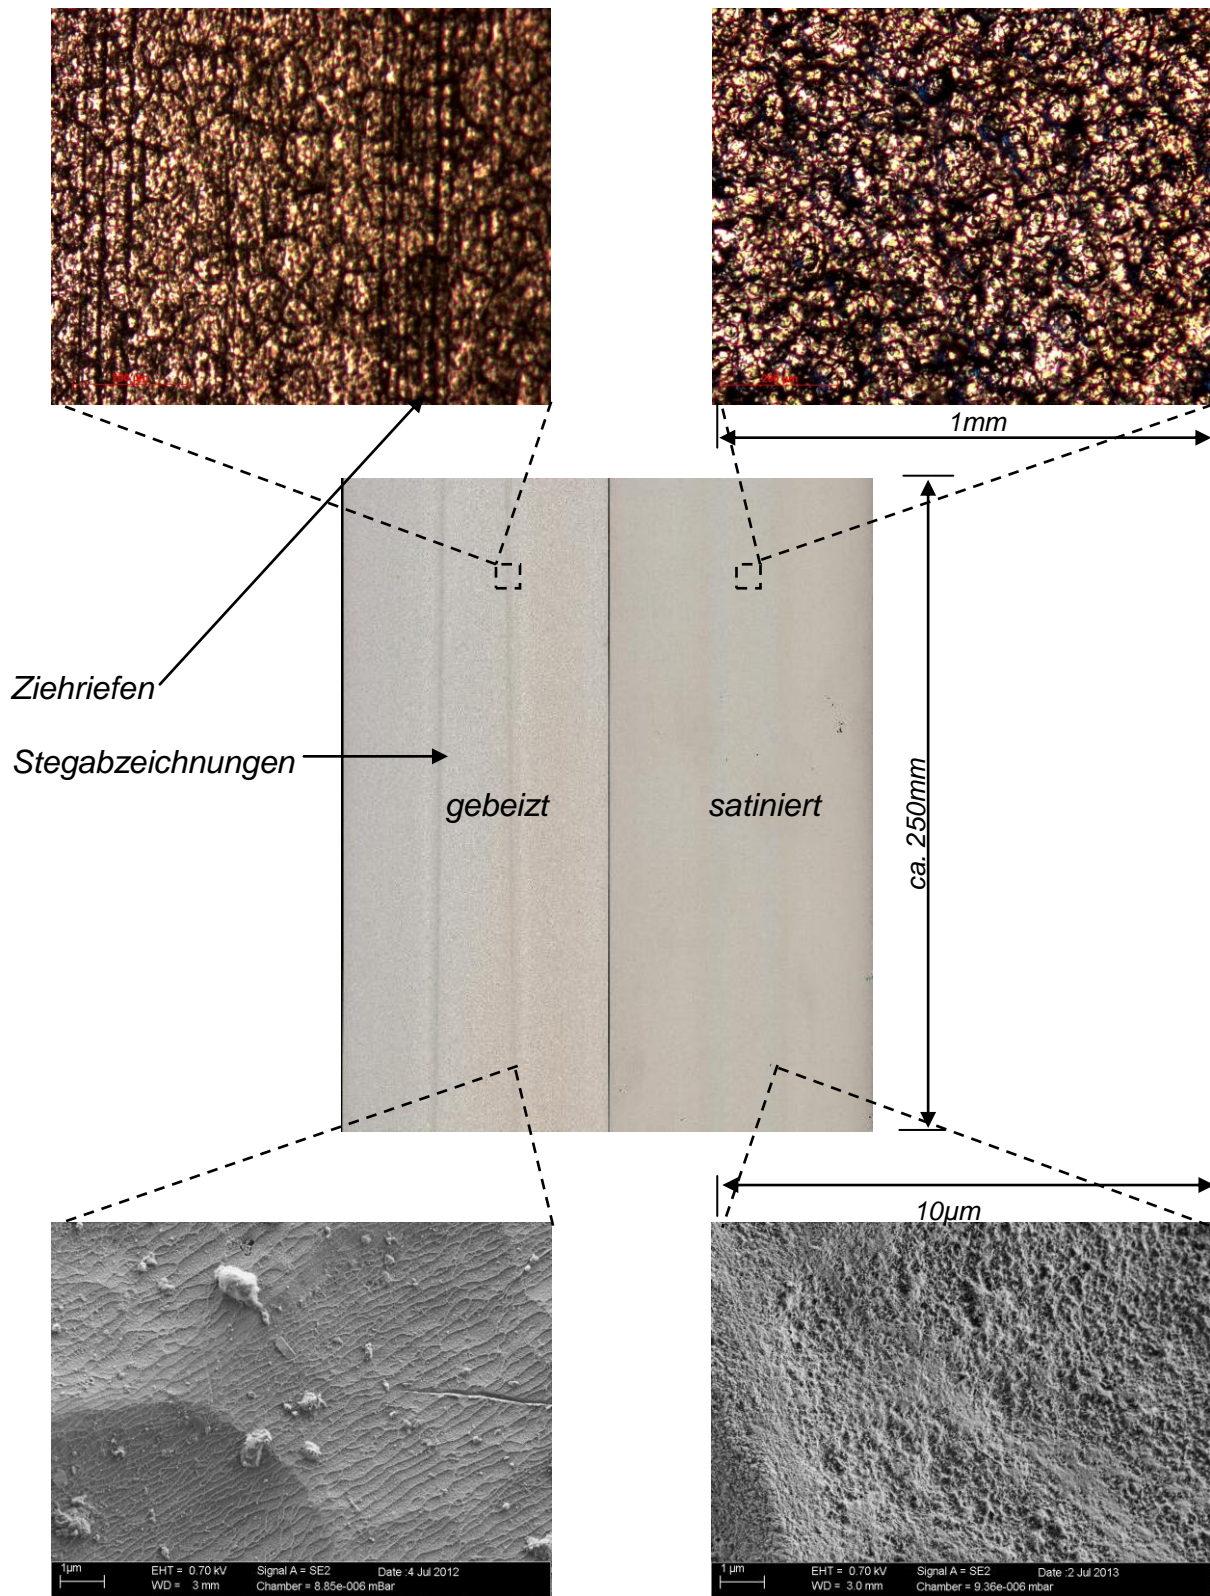 1mm
Ziehriefen
Stegabzeichnungen
gebeizt
satiniert
ca. 250mm
10µm
1µm
EHT = 0.70 kV
Signal A = SE2
Date :4 Jul 2012
WD = 3 mm
Chamber = 8.85e-006 mBar
1 µm
EHT = 0.70 kV
Signal A = SE2
Date :2 Jul 2013
WD = 3.0 mm
Chamber = 9.36e-006 mBar